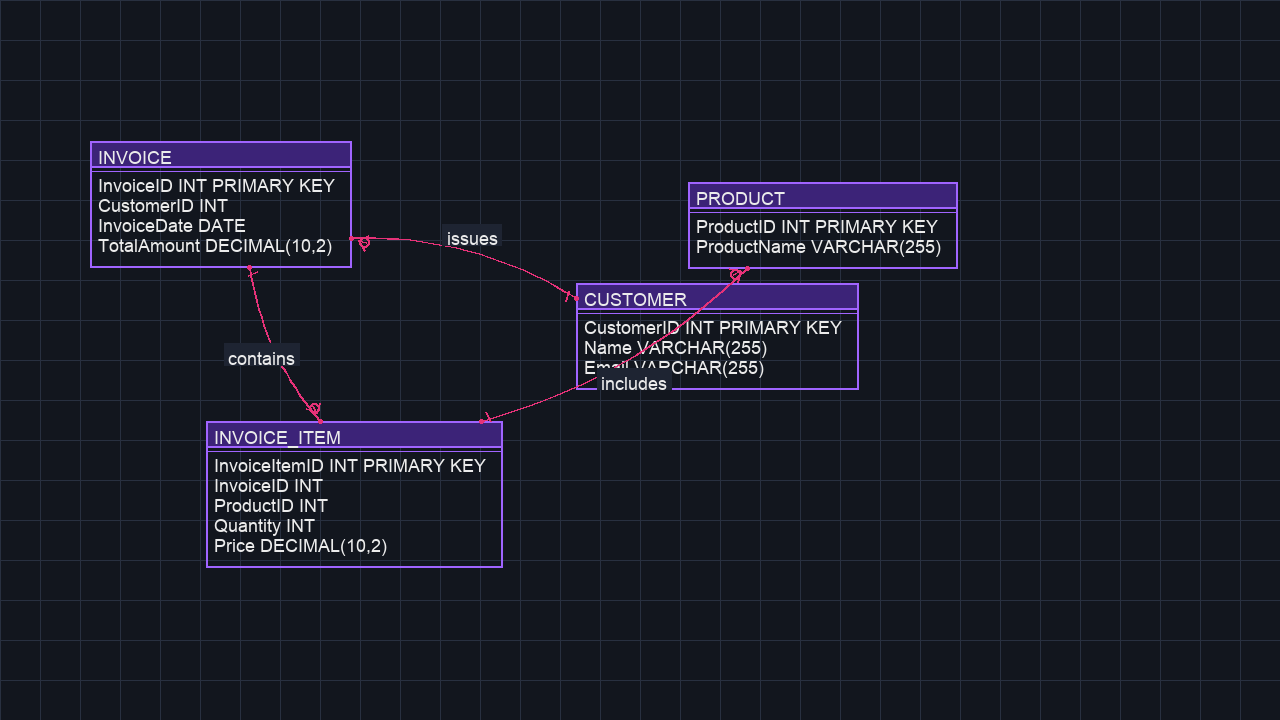 INVOICE
InvoiceID INT PRIMARY KEY
CustomerID INT
InvoiceDate DATE
TotalAmount DECIMAL(10,2)
issues
PRODUCT
ProductID INT PRIMARY KEY
ProductName VARCHAR(255)
CUSTOMER
CustomerID INT PRIMARY KEY
Name VARCHAR(255)
Email VARCHAR(255)
contains
includes
INVOICE_ITEM
InvoiceItemID INT PRIMARY KEY
InvoiceID INT
ProductID INT
Quantity INT
Price DECIMAL(10,2)